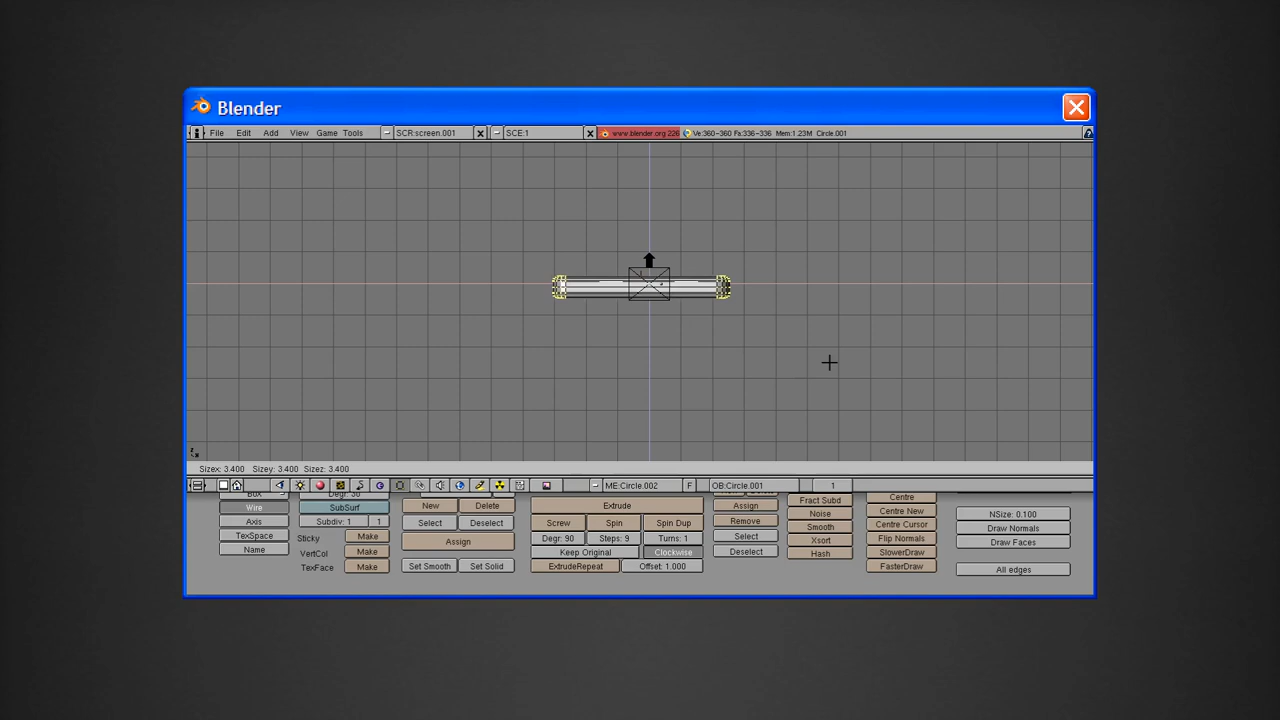 Blender
File Edit Add View Game Tools SCR:screen.001 SCE:1 www.blender.org 226 Ve:360-360 Fa:336-336 Mem:1.23M Circle.001
Sizex: 3.400 Sizey: 3.400 Sizez: 3.400
ME:Circle.002 F OB:Circle.001 1
Box Degr: 30
Wire SubSurf New Delete Extrude Assign Fract Subd Centre
Axis Subdiv: 1 1 Select Deselect Screw Spin Spin Dup Remove Noise Centre New NSize: 0.100
TexSpace Sticky Make Assign Degr: 90 Steps: 9 Turns: 1 Select Smooth Centre Cursor Draw Normals
Name VertCol Make Keep Original Clockwise Deselect Xsort Flip Normals Draw Faces
TexFace Make Set Smooth Set Solid ExtrudeRepeat Offset: 1.000 Hash SlowerDraw
FasterDraw All edges